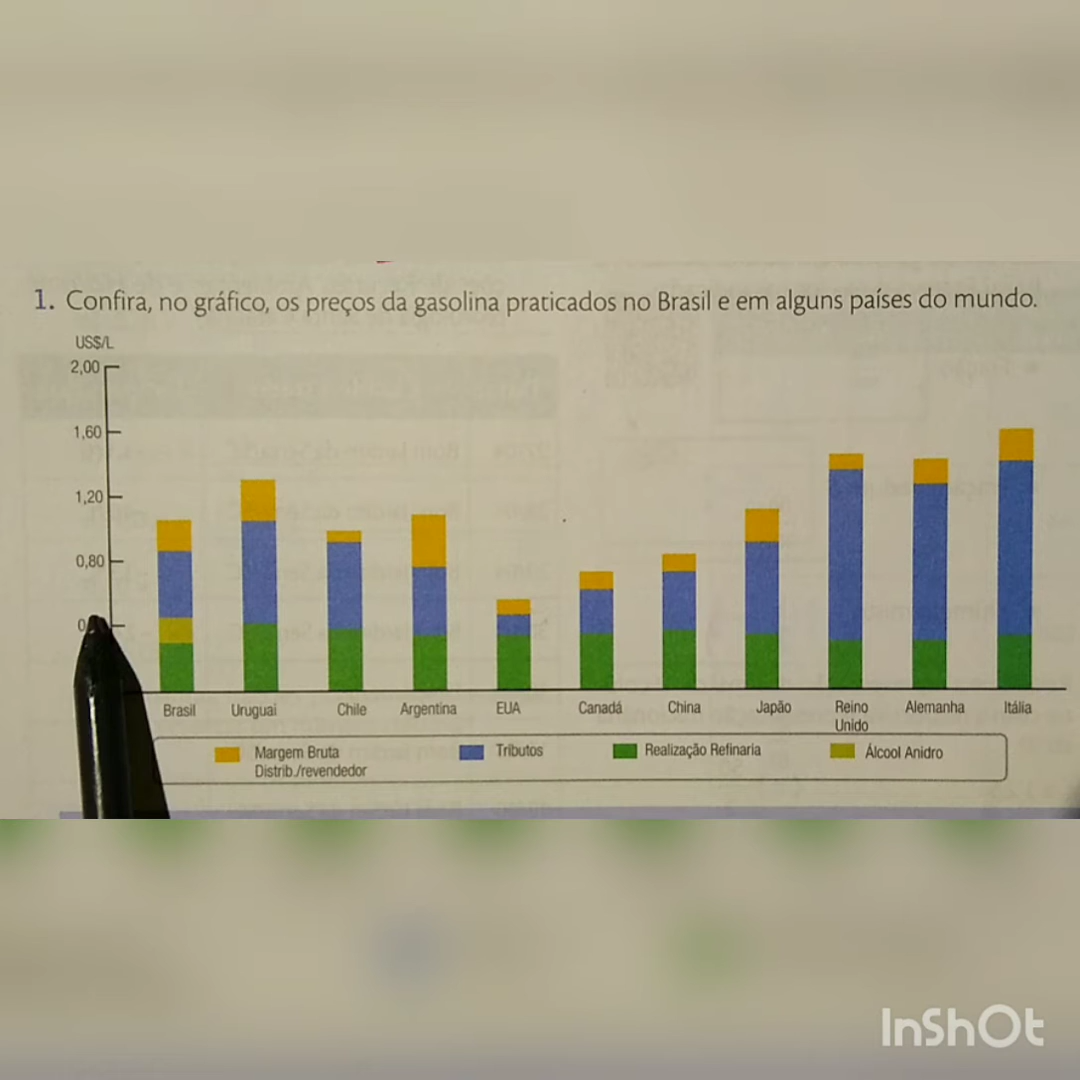 1. Confira, no gráfico, os preços da gasolina praticados no Brasil e em alguns países do mundo.
US$/L
2,00
1,60
1,20
0,80
Brasil Uruguai Chile Argentina EUA Canadá China Japão Reino Unido Alemanha Itália
Margem Bruta Distrib./revendedor
Tributos
Realização Refinaria
Álcool Anidro
InShOt